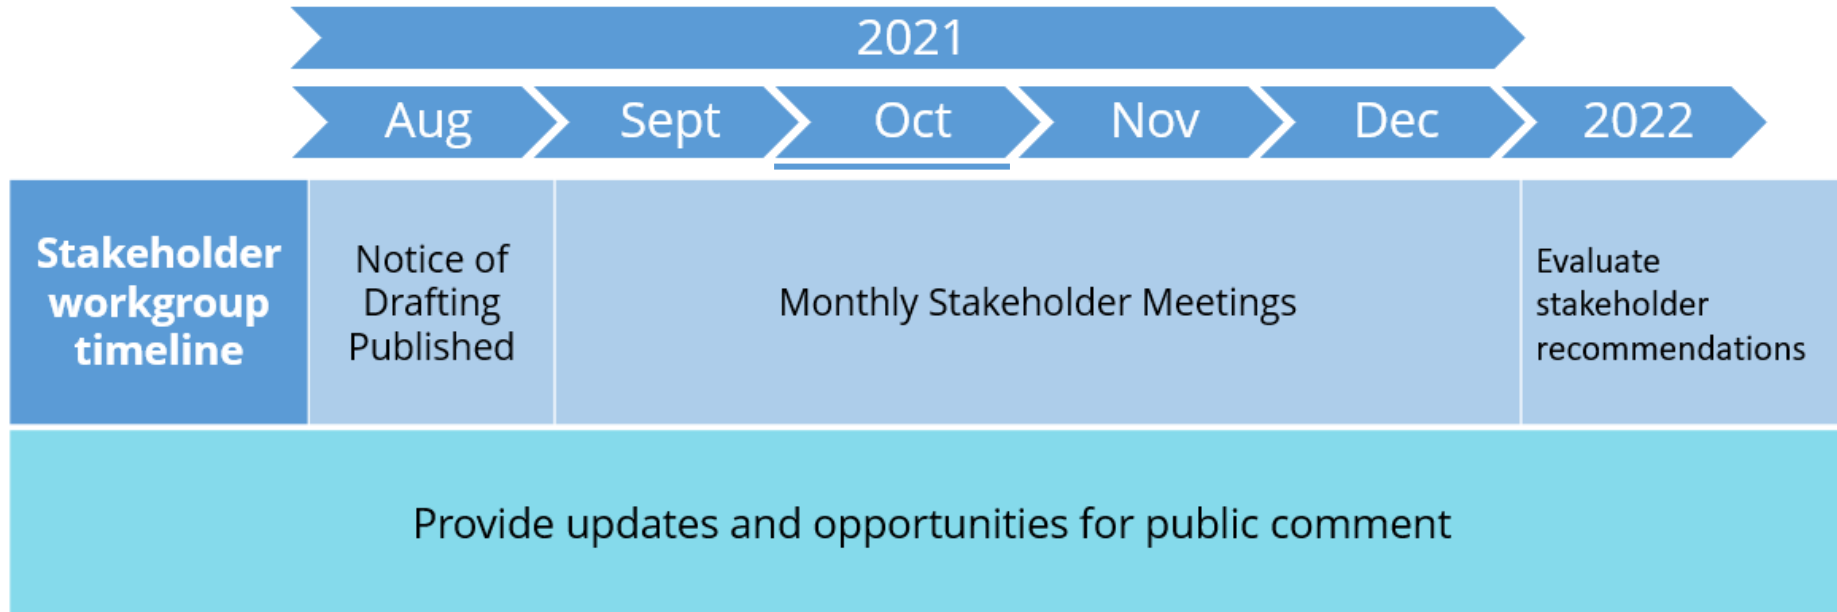 2021
Aug
Sept
Oct
Nov
Dec
2022
Stakeholder
workgroup
timeline
Notice of
Drafting
Published
Monthly Stakeholder Meetings
Evaluate
stakeholder
recommendations
Provide updates and opportunities for public comment